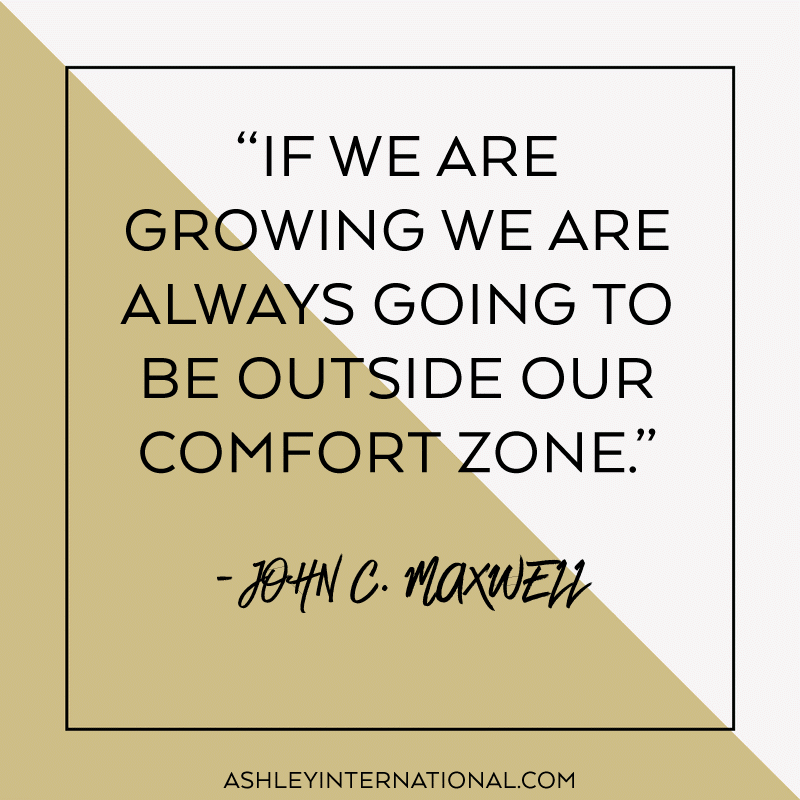 “IF WE ARE
GROWING WE ARE
ALWAYS GOING TO
BE OUTSIDE OUR
COMFORT ZONE.”
- JOHN C. MAXWELL
ASHLEYINTERNATIONAL.COM